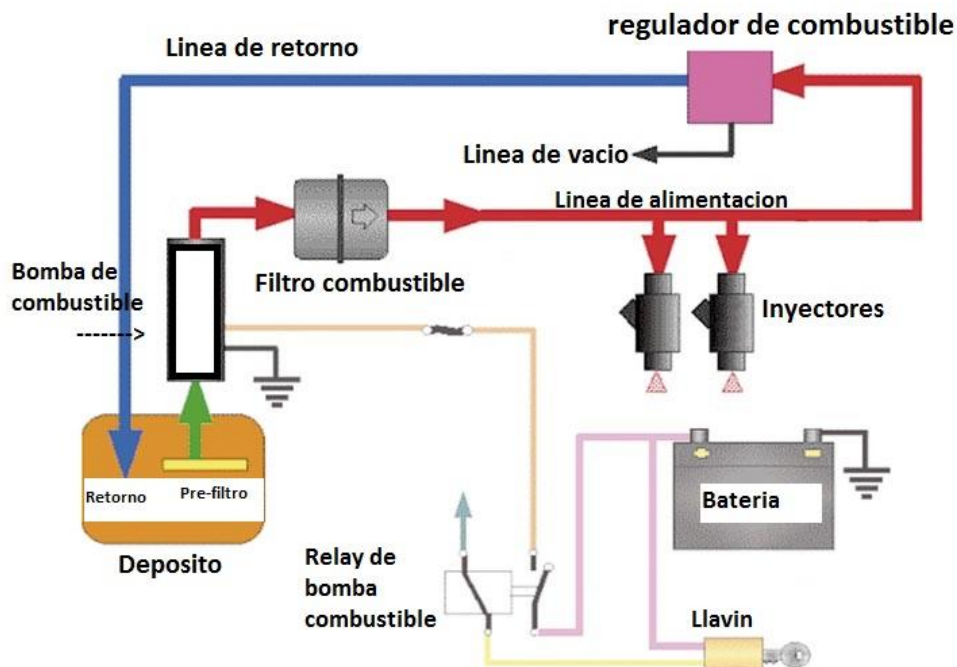 regulador de combustible
Linea de retorno
Linea de vacio
Linea de alimentacion
Bomba de
combustible
------->
Filtro combustible
Inyectores
Retorno
Pre-filtro
Bateria
Deposito
Relay de
bomba
combustible
Llavin